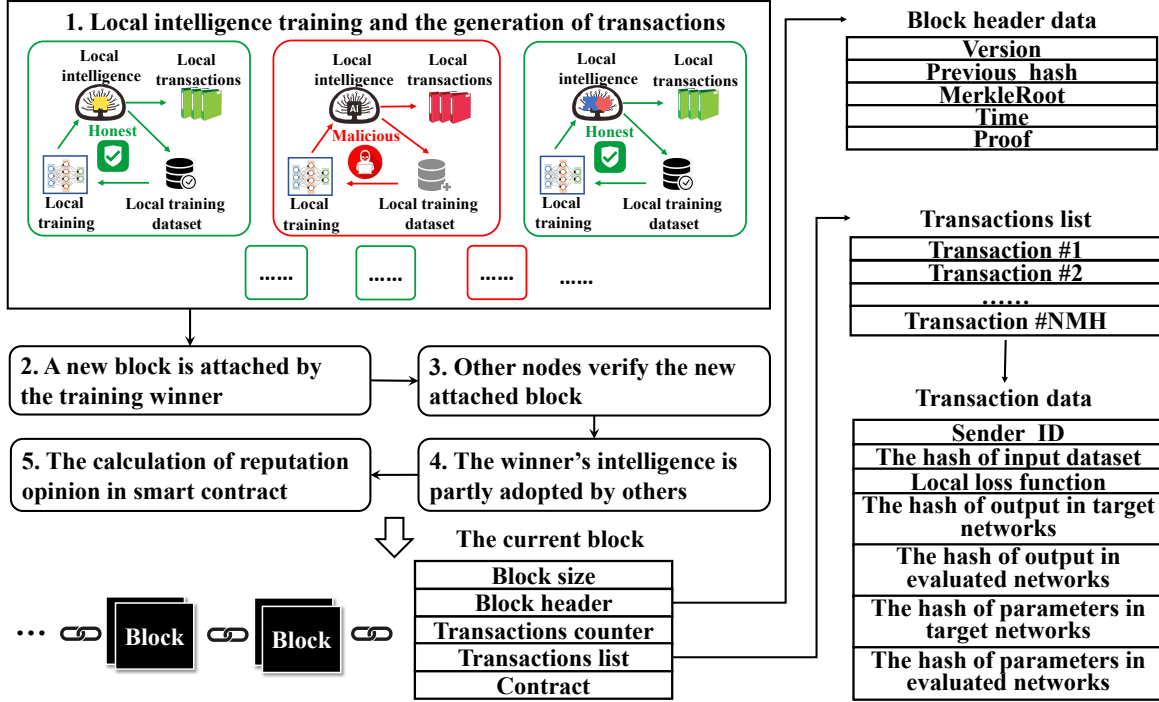 1. Local intelligence training and the generation of transactions
Local
intelligence
Local
transactions
Honest
Local
training
Local training
dataset
Local
intelligence
Local
transactions
AI
Malicious
Local
training
Local training
dataset
Local
intelligence
Local
transactions
Honest
Local
training
Local training
dataset
......
......
......
......
2. A new block is attached by
the training winner
3. Other nodes verify the new
attached block
5. The calculation of reputation
opinion in smart contract
4. The winner's intelligence is
partly adopted by others
The current block
Block size
Block header
Transactions counter
Transactions list
Contract
...
Block
Block
Block header data
Version
Previous_hash
MerkleRoot
Time
Proof
Transactions list
Transaction #1
Transaction #2
......
Transaction #NMH
Transaction data
Sender_ID
The hash of input dataset
Local loss function
The hash of output in target
networks
The hash of output in
evaluated networks
The hash of parameters in
target networks
The hash of parameters in
evaluated networks